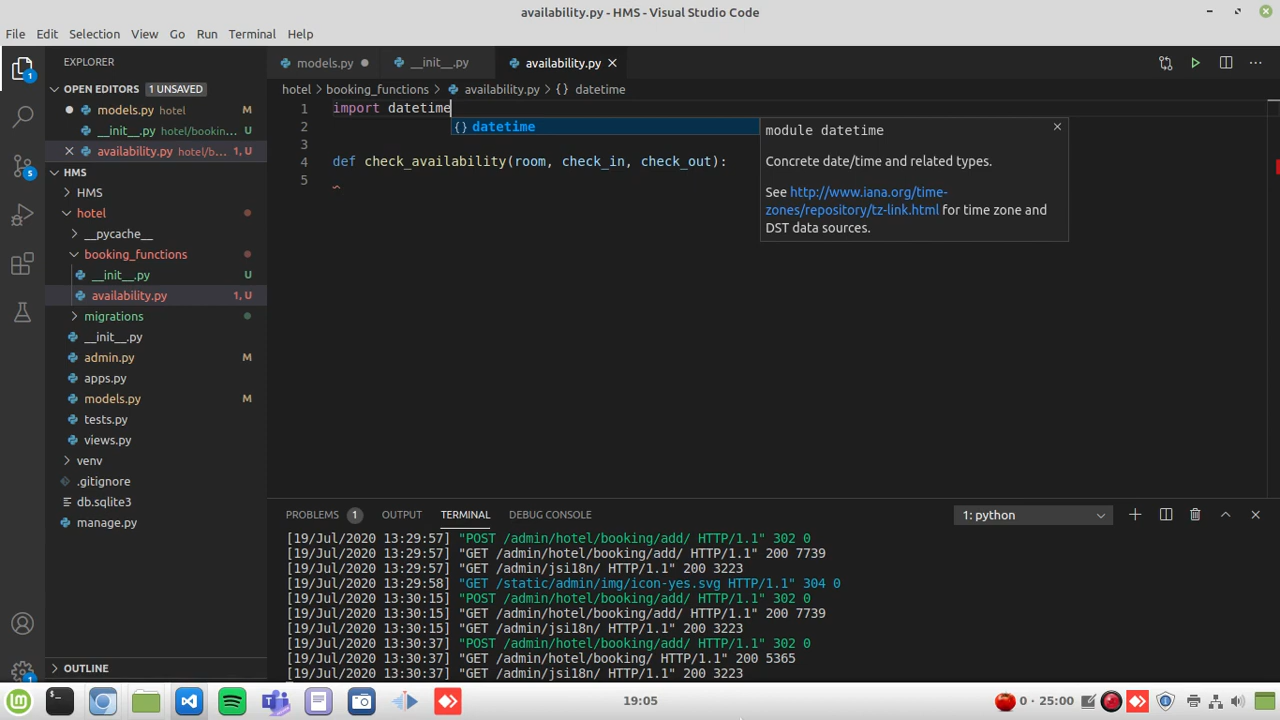 availability.py - HMS - Visual Studio Code
File Edit Selection View Go Run Terminal Help
EXPLORER
models.py
__init__.py
availability.py
OPEN EDITORS 1 UNSAVED
hotel > booking_functions > availability.py > {} datetime
models.py hotel M
__init__.py hotel/bookin... U
availability.py hotel/b... 1, U
1 import datetime
2
3
4 def check_availability(room, check_in, check_out):
5
{} datetime
module datetime
Concrete date/time and related types.
See http://www.iana.org/time-
zones/repository/tz-link.html for time zone and
DST data sources.
HMS
HMS
hotel
__pycache__
booking_functions
__init__.py U
availability.py 1, U
migrations
__init__.py
admin.py M
apps.py
models.py M
tests.py
views.py
venv
.gitignore
db.sqlite3
manage.py
OUTLINE
1
5
1
PROBLEMS 1 OUTPUT TERMINAL DEBUG CONSOLE 1: python
[19/Jul/2020 13:29:57] "POST /admin/hotel/booking/add/ HTTP/1.1" 302 0
[19/Jul/2020 13:29:57] "GET /admin/hotel/booking/add/ HTTP/1.1" 200 7739
[19/Jul/2020 13:29:57] "GET /admin/jsi18n/ HTTP/1.1" 200 3223
[19/Jul/2020 13:29:58] "GET /static/admin/img/icon-yes.svg HTTP/1.1" 304 0
[19/Jul/2020 13:30:15] "POST /admin/hotel/booking/add/ HTTP/1.1" 302 0
[19/Jul/2020 13:30:15] "GET /admin/hotel/booking/add/ HTTP/1.1" 200 7739
[19/Jul/2020 13:30:15] "GET /admin/jsi18n/ HTTP/1.1" 200 3223
[19/Jul/2020 13:30:37] "POST /admin/hotel/booking/add/ HTTP/1.1" 302 0
[19/Jul/2020 13:30:37] "GET /admin/hotel/booking/ HTTP/1.1" 200 5365
[19/Jul/2020 13:30:37] "GET /admin/jsi18n/ HTTP/1.1" 200 3223
19:05
0 · 25:00